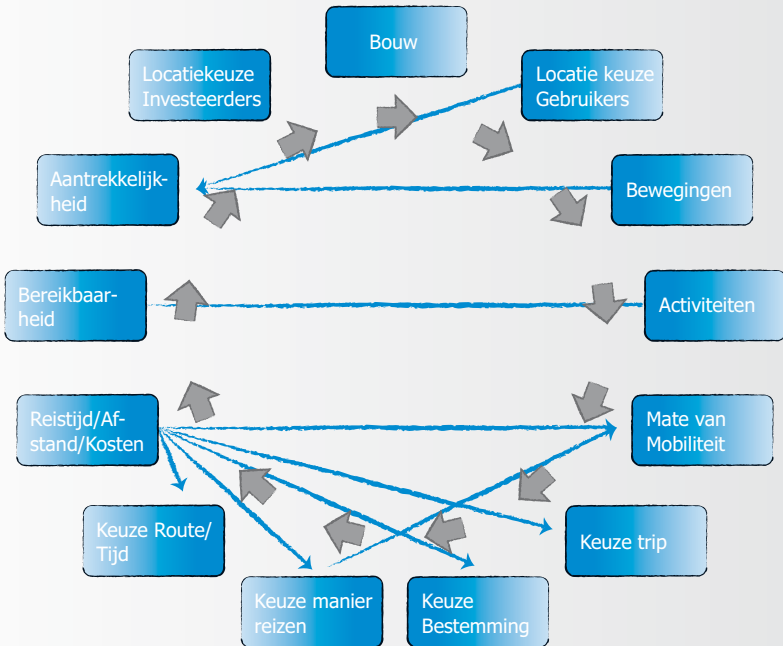 Bouw
Locatiekeuze
Investeerders
Locatie keuze
Gebruikers
Aantrekkelijk-
heid
Bewegingen
Bereikbaar-
heid
Activiteiten
Reistijd/Af-
stand/Kosten
Mate van
Mobiliteit
Keuze Route/
Tijd
Keuze trip
Keuze manier
reizen
Keuze
Bestemming